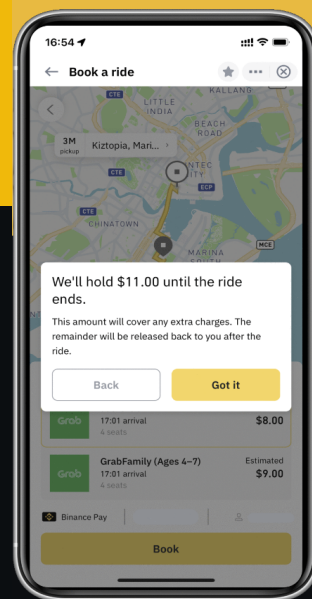 16:54
Book a ride
KALLANG
CTE
LITTLE
INDIA
BEACH
ROAD
3M
pickup
Kiztopia, Mari...
CTE
ECP
CTE
CHINATOWN
MCE
MARINA
We'll hold $11.00 until the ride
ends.
This amount will cover any extra charges. The
remainder will be released back to you after the
ride.
Back
Got it
Grab
17:01 arrival
$8.00
4 seats
GrabFamily (Ages 4–7)
Estimated
Grab
17:01 arrival
$9.00
4 seats
Binance Pay
Book